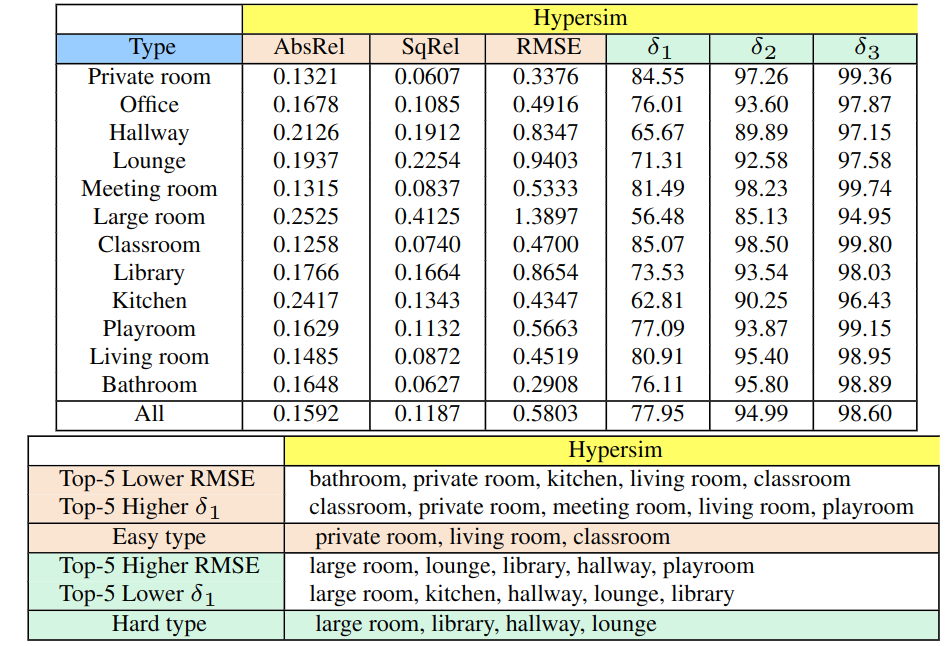 Hypersim
Type AbsRel SqRel RMSE δ1 δ2 δ3
Private room 0.1321 0.0607 0.3376 84.55 97.26 99.36
Office 0.1678 0.1085 0.4916 76.01 93.60 97.87
Hallway 0.2126 0.1912 0.8347 65.67 89.89 97.15
Lounge 0.1937 0.2254 0.9403 71.31 92.58 97.58
Meeting room 0.1315 0.0837 0.5333 81.49 98.23 99.74
Large room 0.2525 0.4125 1.3897 56.48 85.13 94.95
Classroom 0.1258 0.0740 0.4700 85.07 98.50 99.80
Library 0.1766 0.1664 0.8654 73.53 93.54 98.03
Kitchen 0.2417 0.1343 0.4347 62.81 90.25 96.43
Playroom 0.1629 0.1132 0.5663 77.09 93.87 99.15
Living room 0.1485 0.0872 0.4519 80.91 95.40 98.95
Bathroom 0.1648 0.0627 0.2908 76.11 95.80 98.89
All 0.1592 0.1187 0.5803 77.95 94.99 98.60
Hypersim
Top-5 Lower RMSE bathroom, private room, kitchen, living room, classroom
Top-5 Higher δ1 classroom, private room, meeting room, living room, playroom
Easy type private room, living room, classroom
Top-5 Higher RMSE large room, lounge, library, hallway, playroom
Top-5 Lower δ1 large room, kitchen, hallway, lounge, library
Hard type large room, library, hallway, lounge